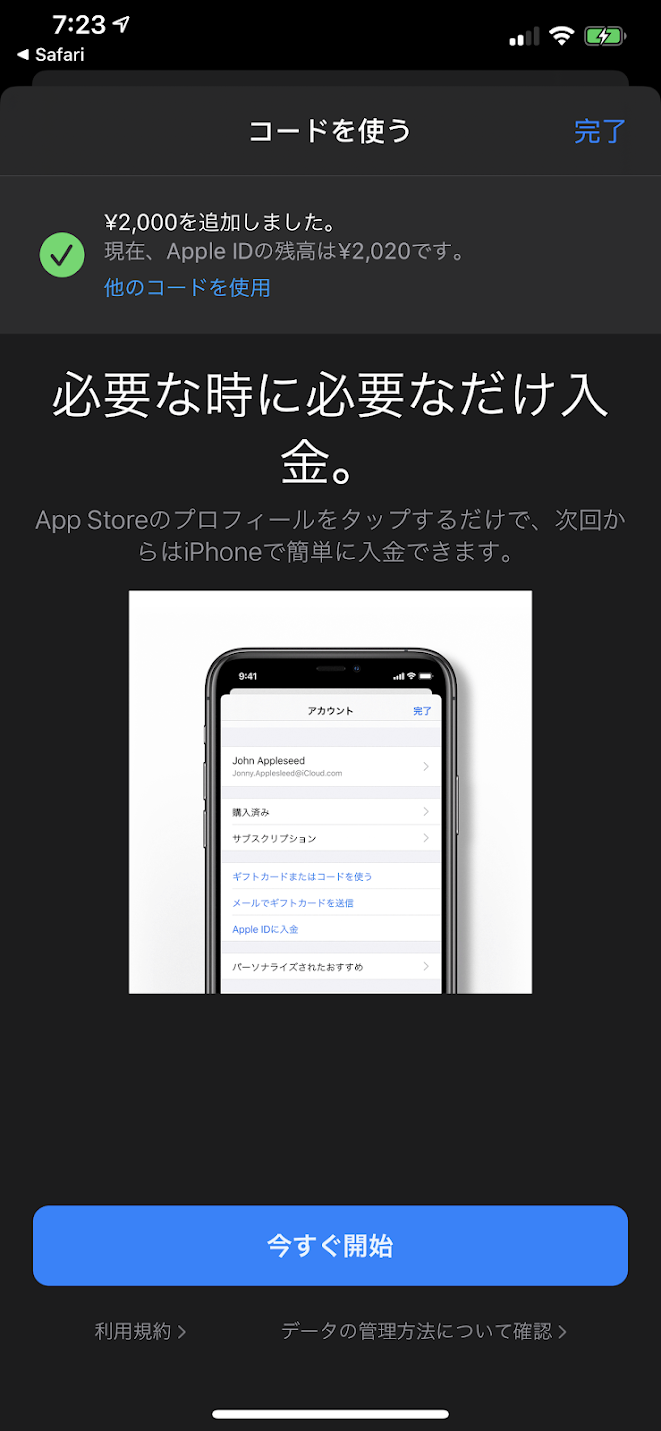 7:23
◀ Safari
コードを使う
完了
¥2,000を追加しました。
現在、Apple IDの残高は¥2,020です。
他のコードを使用
必要な時に必要なだけ入
金。
App Storeのプロフィールをタップするだけで、次回か
らはiPhoneで簡単に入金できます。
9:41
アカウント
完了
John Appleseed
Jonny.Applesleed@iCloud.com
購入済み
サブスクリプション
ギフトカードまたはコードを使う
メールでギフトカードを送信
Apple IDに入金
パーソナライズされたおすすめ
今すぐ開始
利用規約 >
データの管理方法について確認 >